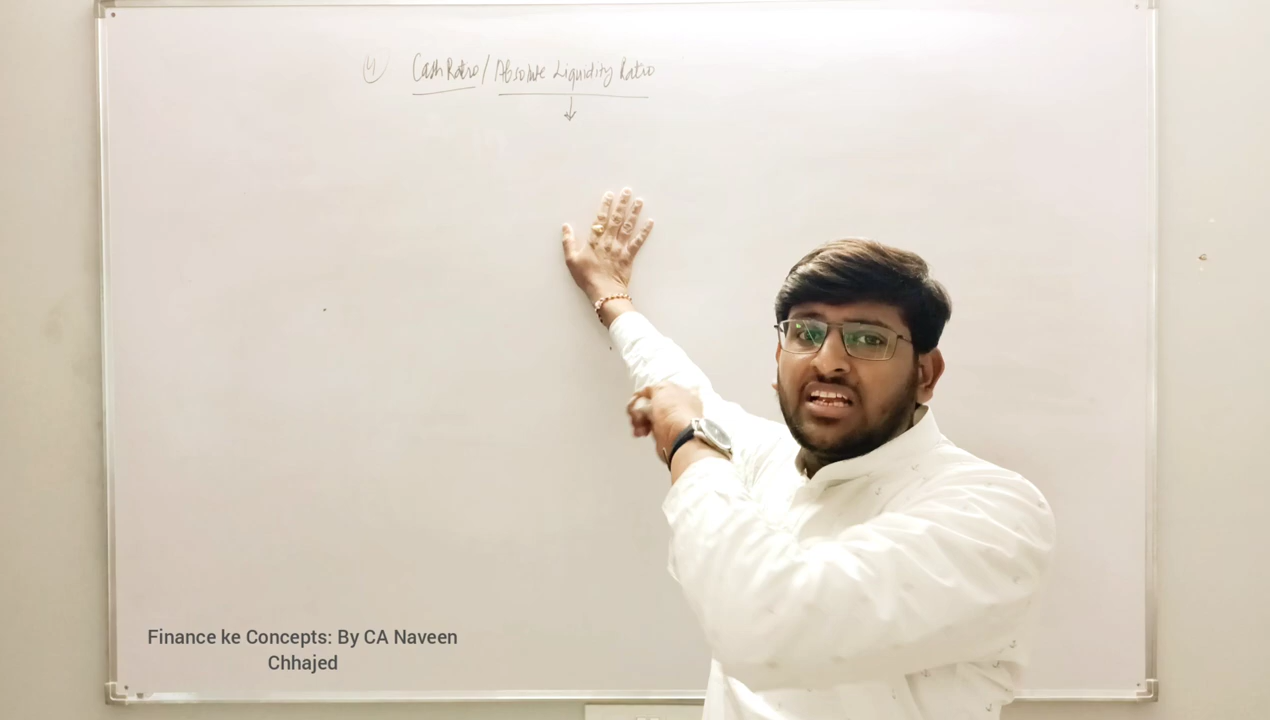 4 Cash Ratio / Absolute Liquidity Ratio
Finance ke Concepts: By CA Naveen
Chhajed